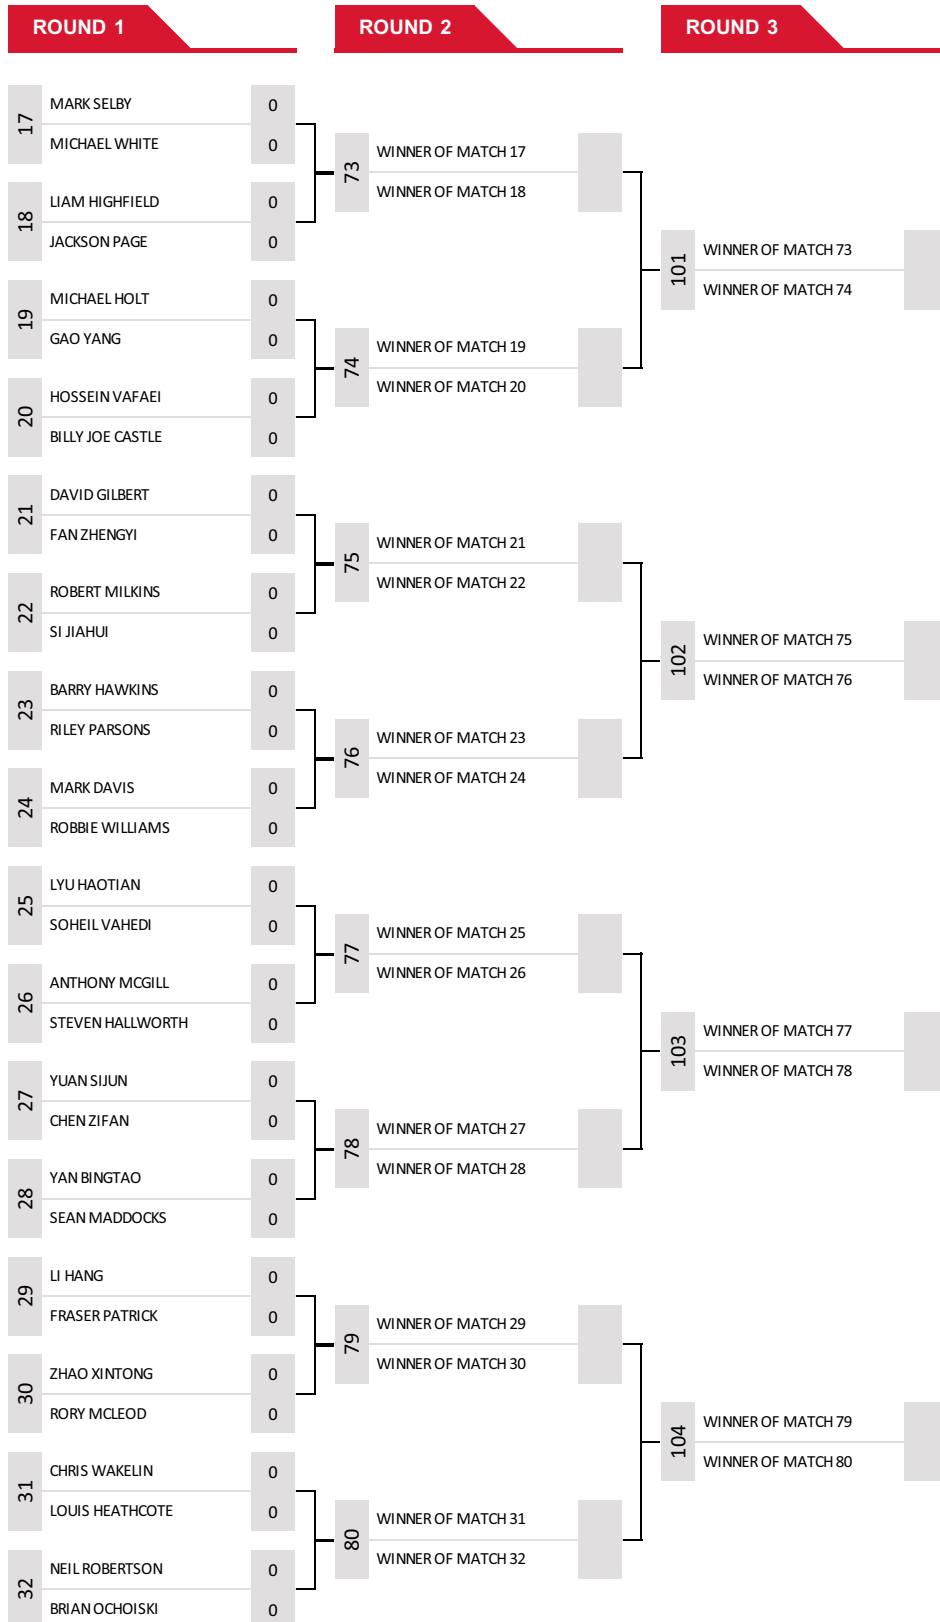 ROUND 1
ROUND 2
ROUND 3
17
MARK SELBY 0
MICHAEL WHITE 0
18
LIAM HIGHFIELD 0
JACKSON PAGE 0
19
MICHAEL HOLT 0
GAO YANG 0
20
HOSSEIN VAFAEI 0
BILLY JOE CASTLE 0
21
DAVID GILBERT 0
FAN ZHENGYI 0
22
ROBERT MILKINS 0
SI JIAHUI 0
23
BARRY HAWKINS 0
RILEY PARSONS 0
24
MARK DAVIS 0
ROBBIE WILLIAMS 0
25
LYU HAOTIAN 0
SOHEIL VAHEDI 0
26
ANTHONY MCGILL 0
STEVEN HALLWORTH 0
27
YUAN SIJUN 0
CHEN ZIFAN 0
28
YAN BINGTAO 0
SEAN MADDOCKS 0
29
LI HANG 0
FRASER PATRICK 0
30
ZHAO XINTONG 0
RORY MCLEOD 0
31
CHRIS WAKELIN 0
LOUIS HEATHCOTE 0
32
NEIL ROBERTSON 0
BRIAN OCHOISKI 0
73
WINNER OF MATCH 17
WINNER OF MATCH 18
74
WINNER OF MATCH 19
WINNER OF MATCH 20
75
WINNER OF MATCH 21
WINNER OF MATCH 22
76
WINNER OF MATCH 23
WINNER OF MATCH 24
77
WINNER OF MATCH 25
WINNER OF MATCH 26
78
WINNER OF MATCH 27
WINNER OF MATCH 28
79
WINNER OF MATCH 29
WINNER OF MATCH 30
80
WINNER OF MATCH 31
WINNER OF MATCH 32
101
WINNER OF MATCH 73
WINNER OF MATCH 74
102
WINNER OF MATCH 75
WINNER OF MATCH 76
103
WINNER OF MATCH 77
WINNER OF MATCH 78
104
WINNER OF MATCH 79
WINNER OF MATCH 80